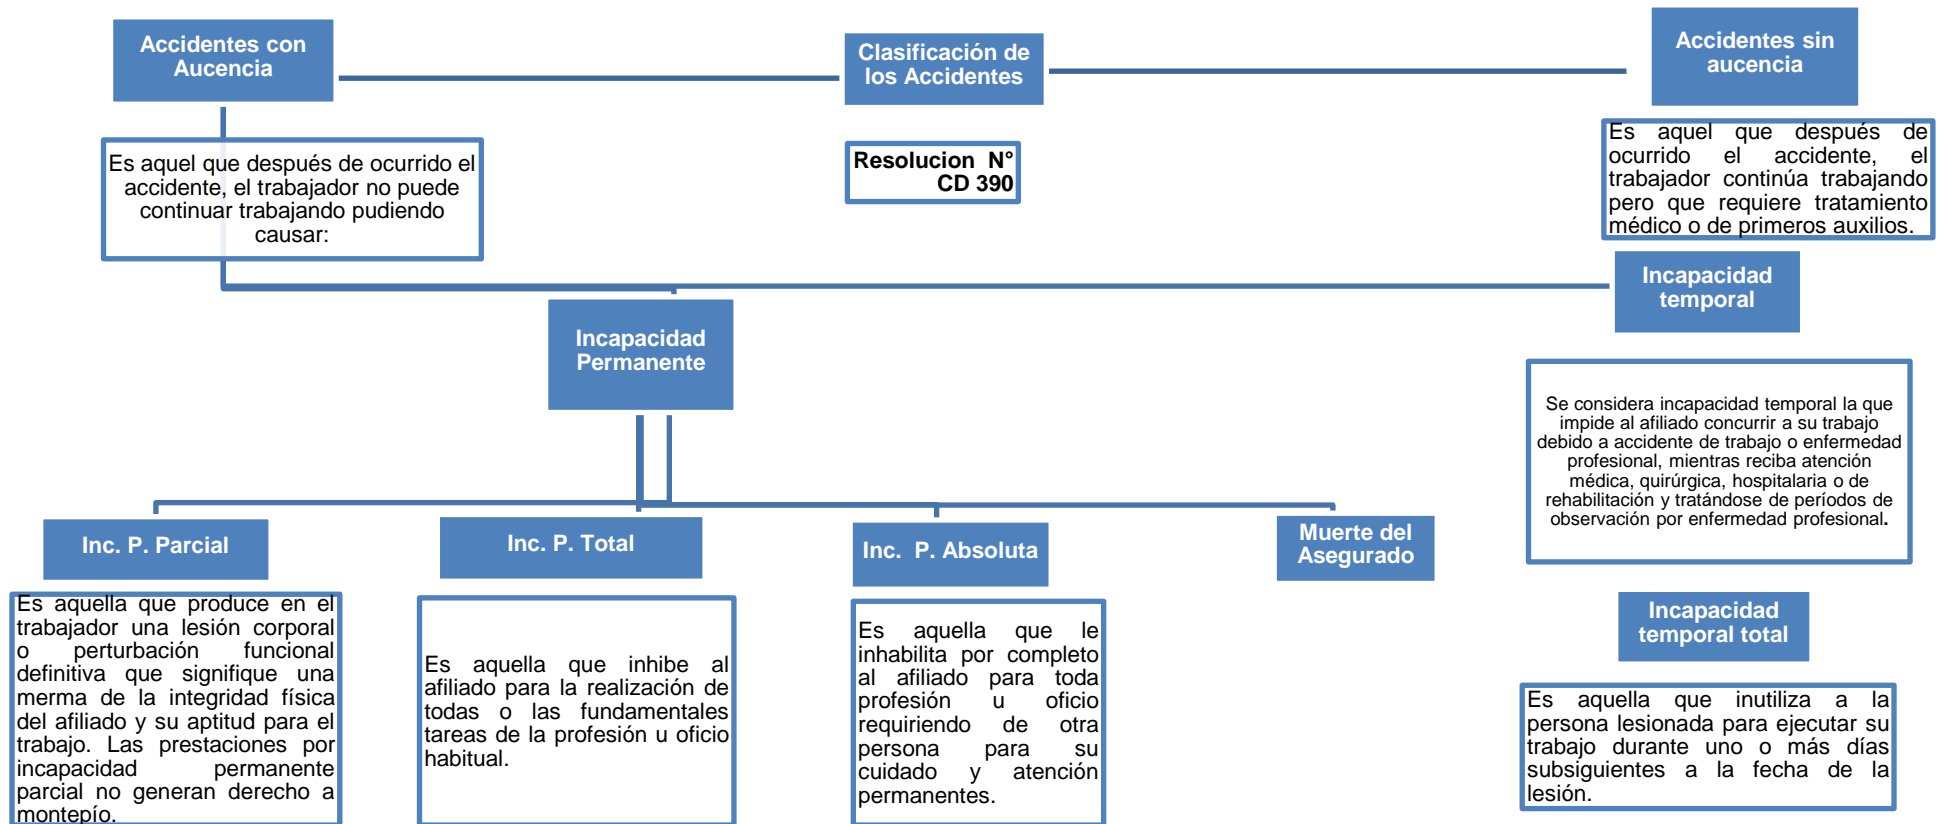 Accidentes con
Aucencia
Clasificación de
los Accidentes
Accidentes sin
aucencia
Es aquel que después de ocurrido el
accidente, el trabajador no puede
continuar trabajando pudiendo
causar:
Resolucion N°
CD 390
Es aquel que después de
ocurrido el accidente, el
trabajador continúa trabajando
pero que requiere tratamiento
médico o de primeros auxilios.
Incapacidad
temporal
Incapacidad
Permanente
Se considera incapacidad temporal la que
impide al afiliado concurrir a su trabajo
debido a accidente de trabajo o enfermedad
profesional, mientras reciba atención
médica, quirúrgica, hospitalaria o de
rehabilitación y tratándose de períodos de
observación por enfermedad profesional.
Inc. P. Parcial
Inc. P. Total
Inc. P. Absoluta
Muerte del
Asegurado
Es aquella que produce en el
trabajador una lesión corporal
o perturbación funcional
definitiva que signifique una
merma de la integridad física
del afiliado y su aptitud para el
trabajo. Las prestaciones por
incapacidad permanente
parcial no generan derecho a
montepío.
Es aquella que inhibe al
afiliado para la realización de
todas o las fundamentales
tareas de la profesión u oficio
habitual.
Es aquella que le
inhabilita por completo
al afiliado para toda
profesión u oficio
requiriendo de otra
persona para su
cuidado y atención
permanentes.
Incapacidad
temporal total
Es aquella que inutiliza a la
persona lesionada para ejecutar su
trabajo durante uno o más días
subsiguientes a la fecha de la
lesión.